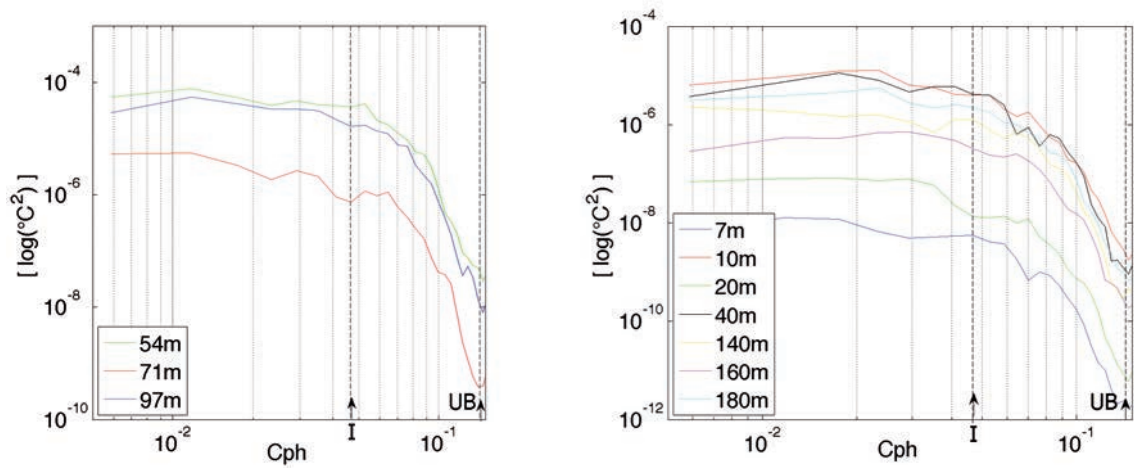 10^-4
10^-6
10^-8
10^-10
[ log(°C^2) ]
54m
71m
97m
UB
10^-2
10^-1
Cph
I
10^-4
10^-6
10^-8
10^-10
10^-12
[ log(°C^2) ]
7m
10m
20m
40m
140m
160m
180m
UB
10^-2
10^-1
Cph
I